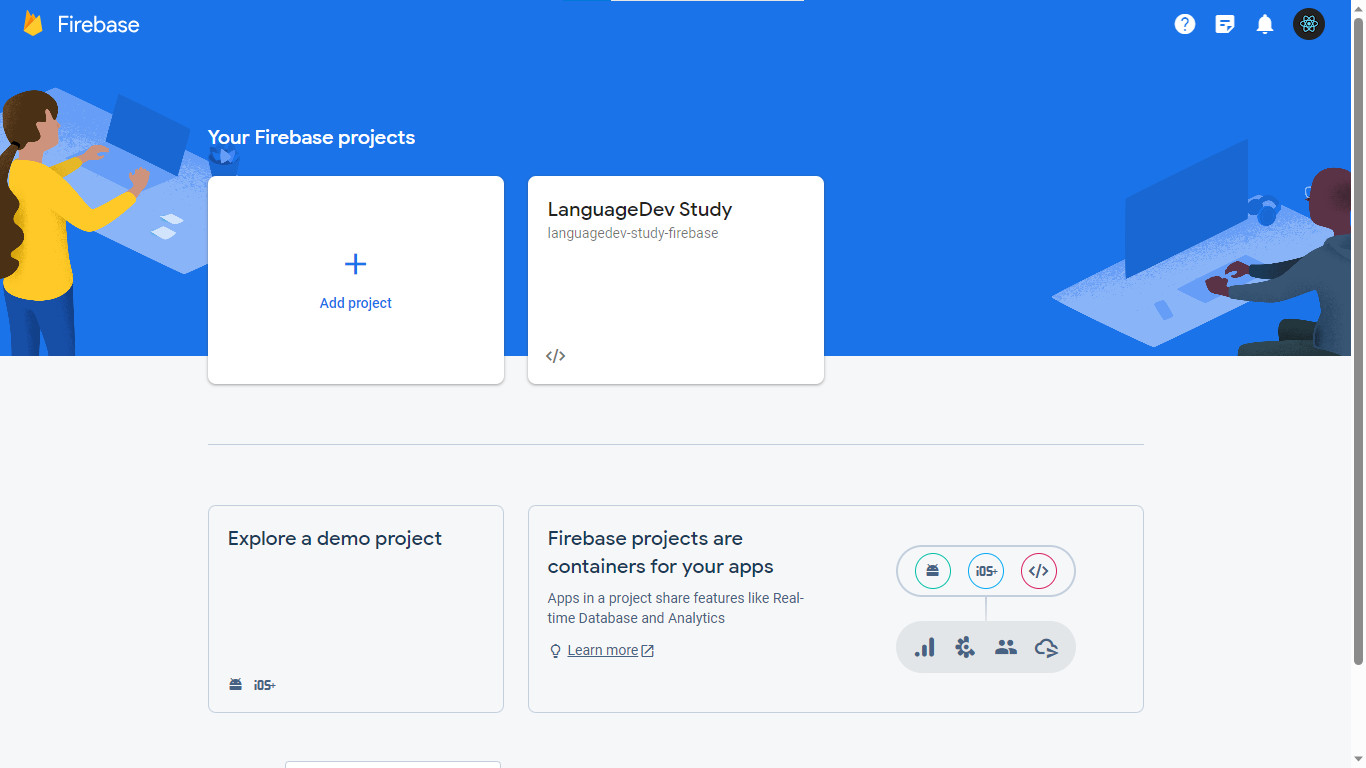 Firebase
Your Firebase projects
Add project
LanguageDev Study
languagedev-study-firebase
</>
Explore a demo project
iOS+
Firebase projects are
containers for your apps
Apps in a project share features like Real-
time Database and Analytics
Learn more
iOS+
</>